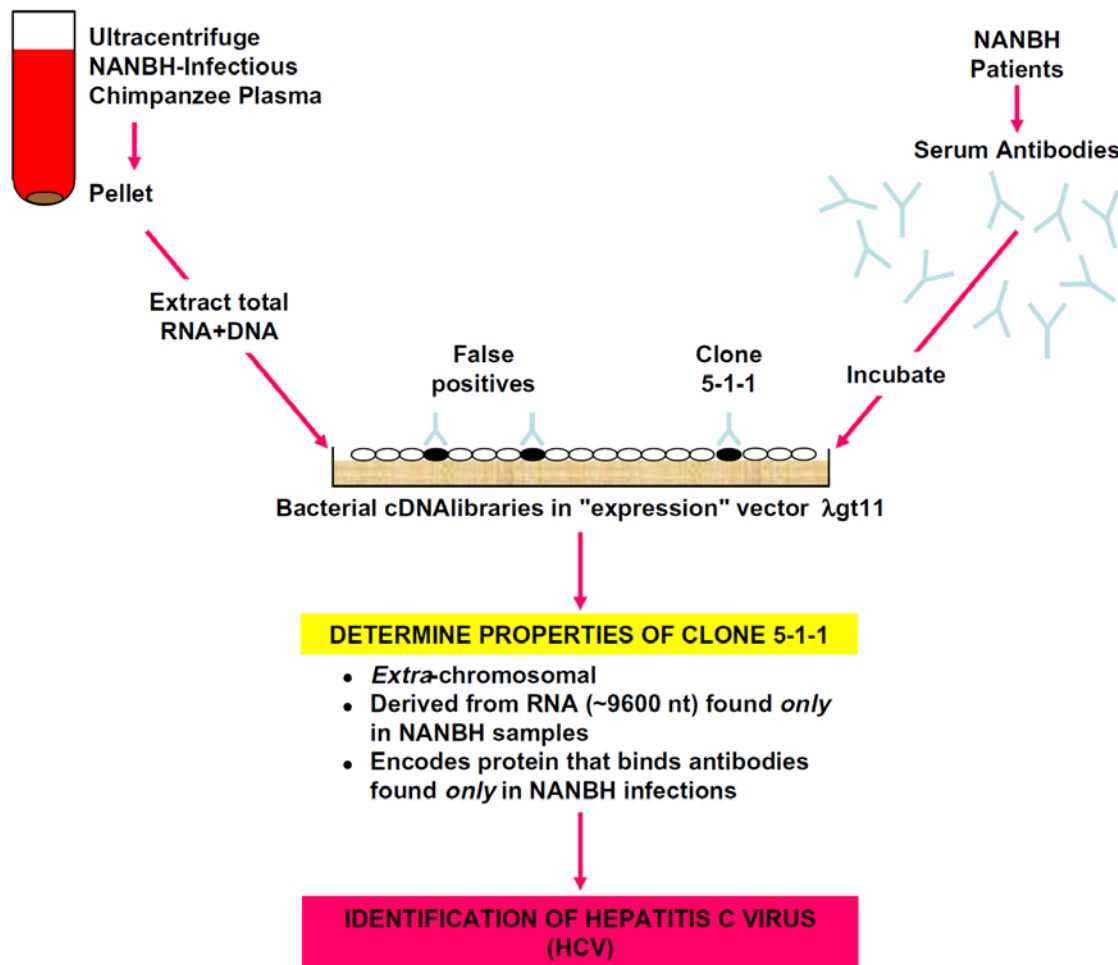 Ultracentrifuge
NANBH-Infectious
Chimpanzee Plasma
Pellet
NANBH
Patients
Serum Antibodies
Extract total
RNA+DNA
False
positives
Clone
5-1-1
Incubate
Bacterial cDNAlibraries in "expression" vector λgt11
DETERMINE PROPERTIES OF CLONE 5-1-1
• Extra-chromosomal
• Derived from RNA (~9600 nt) found only
in NANBH samples
• Encodes protein that binds antibodies
found only in NANBH infections
IDENTIFICATION OF HEPATITIS C VIRUS
(HCV)